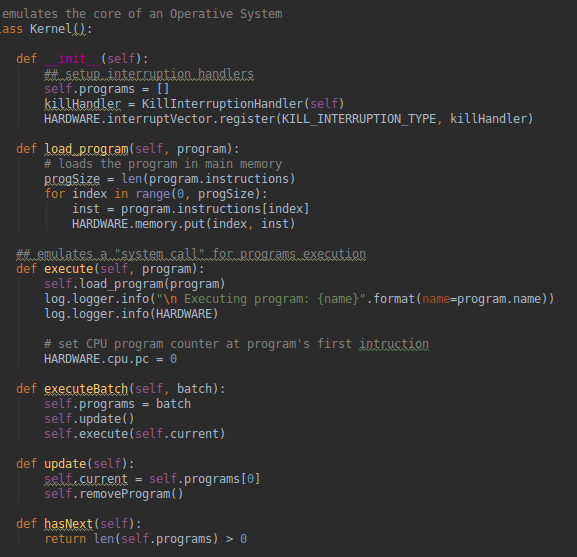 emulates the core of an Operative System
ass Kernel():
def __init__(self):
## setup interruption handlers
self.programs = []
killHandler = KillInterruptionHandler(self)
HARDWARE.interruptVector.register(KILL_INTERRUPTION_TYPE, killHandler)
def load_program(self, program):
# loads the program in main memory
progSize = len(program.instructions)
for index in range(0, progSize):
inst = program.instructions[index]
HARDWARE.memory.put(index, inst)
## emulates a "system call" for programs execution
def execute(self, program):
self.load_program(program)
log.logger.info("\n Executing program: {name}".format(name=program.name))
log.logger.info(HARDWARE)
# set CPU program counter at program's first intruction
HARDWARE.cpu.pc = 0
def executeBatch(self, batch):
self.programs = batch
self.update()
self.execute(self.current)
def update(self):
self.current = self.programs[0]
self.removeProgram()
def hasNext(self):
return len(self.programs) > 0